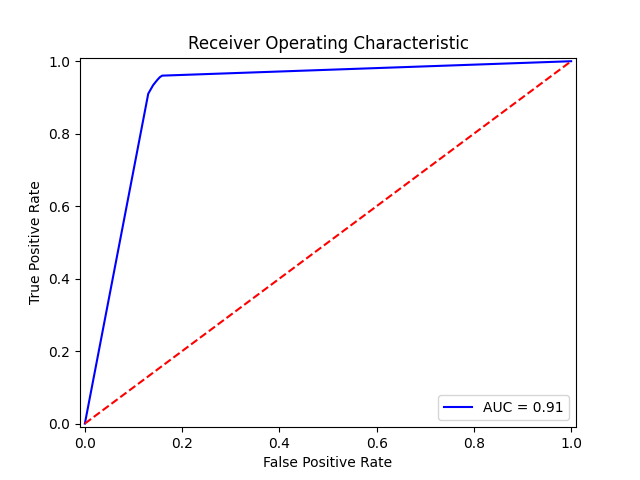 Receiver Operating Characteristic
True Positive Rate
1.0
0.8
0.6
0.4
0.2
0.0
AUC = 0.91
0.0 0.2 0.4 0.6 0.8 1.0
False Positive Rate